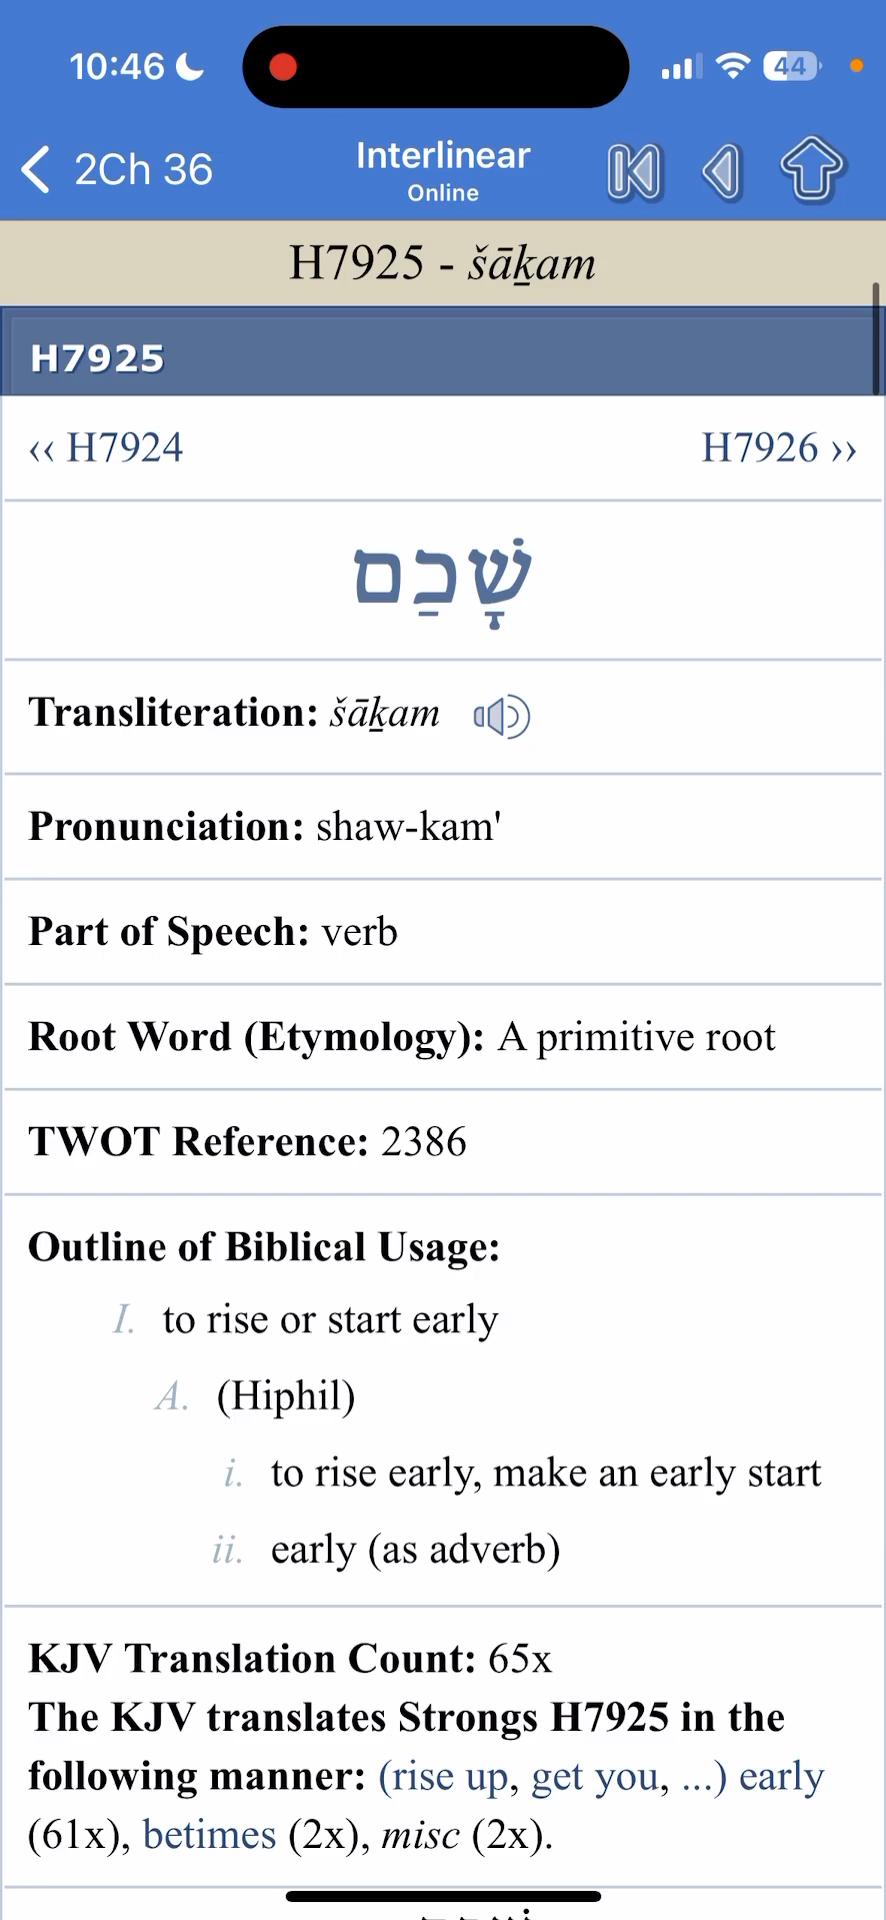 10:46
44
2Ch 36
Interlinear
Online
H7925 - šāḵam
H7925
‹‹ H7924
H7926 ››
שָׁכַם
Transliteration: šāḵam
Pronunciation: shaw-kam'
Part of Speech: verb
Root Word (Etymology): A primitive root
TWOT Reference: 2386
Outline of Biblical Usage:
I. to rise or start early
A. (Hiphil)
i. to rise early, make an early start
ii. early (as adverb)
KJV Translation Count: 65x
The KJV translates Strongs H7925 in the
following manner: (rise up, get you, ...) early
(61x), betimes (2x), misc (2x).